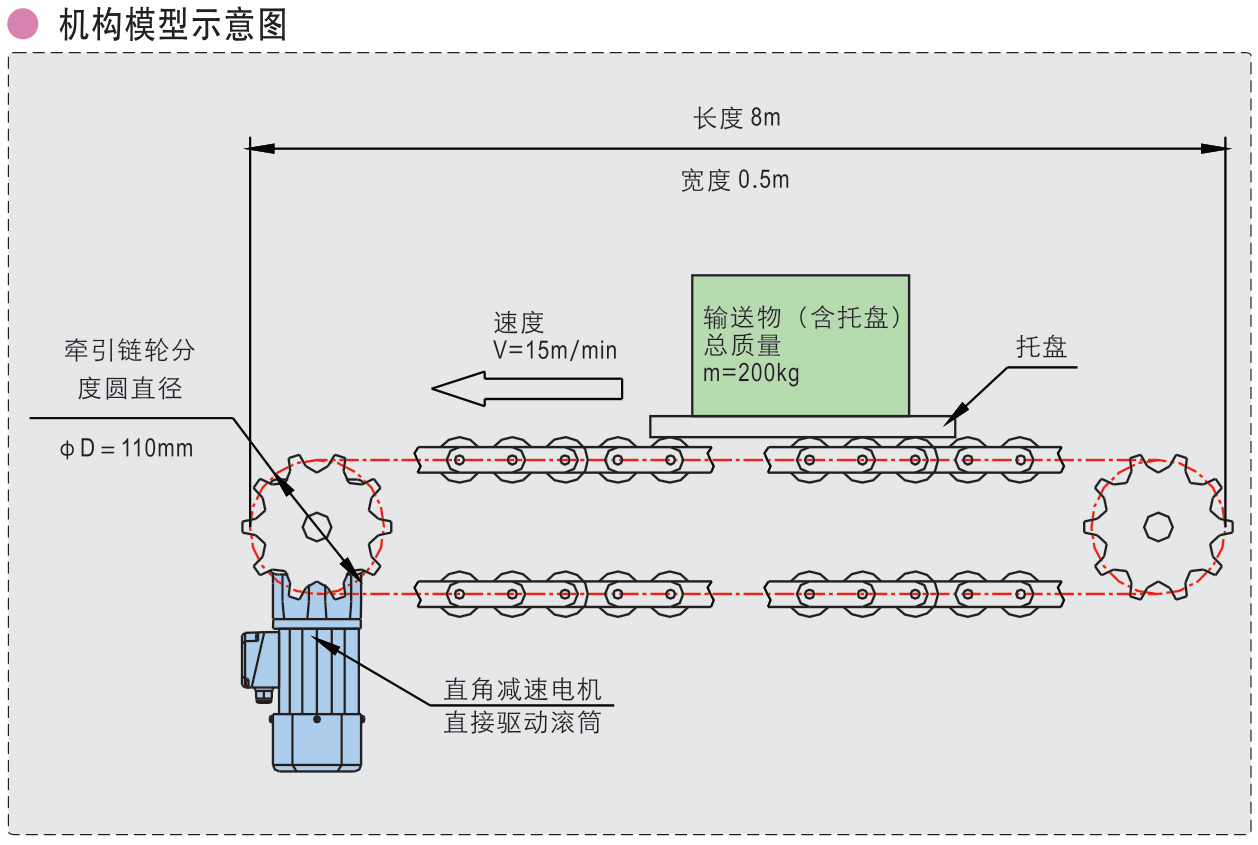 机构模型示意图
长度 8m
宽度 0.5m
速度
V=15m/min
输送物（含托盘）
总质量
m=200kg
托盘
牵引链轮分
度圆直径
φD=110mm
直角减速电机
直接驱动滚筒